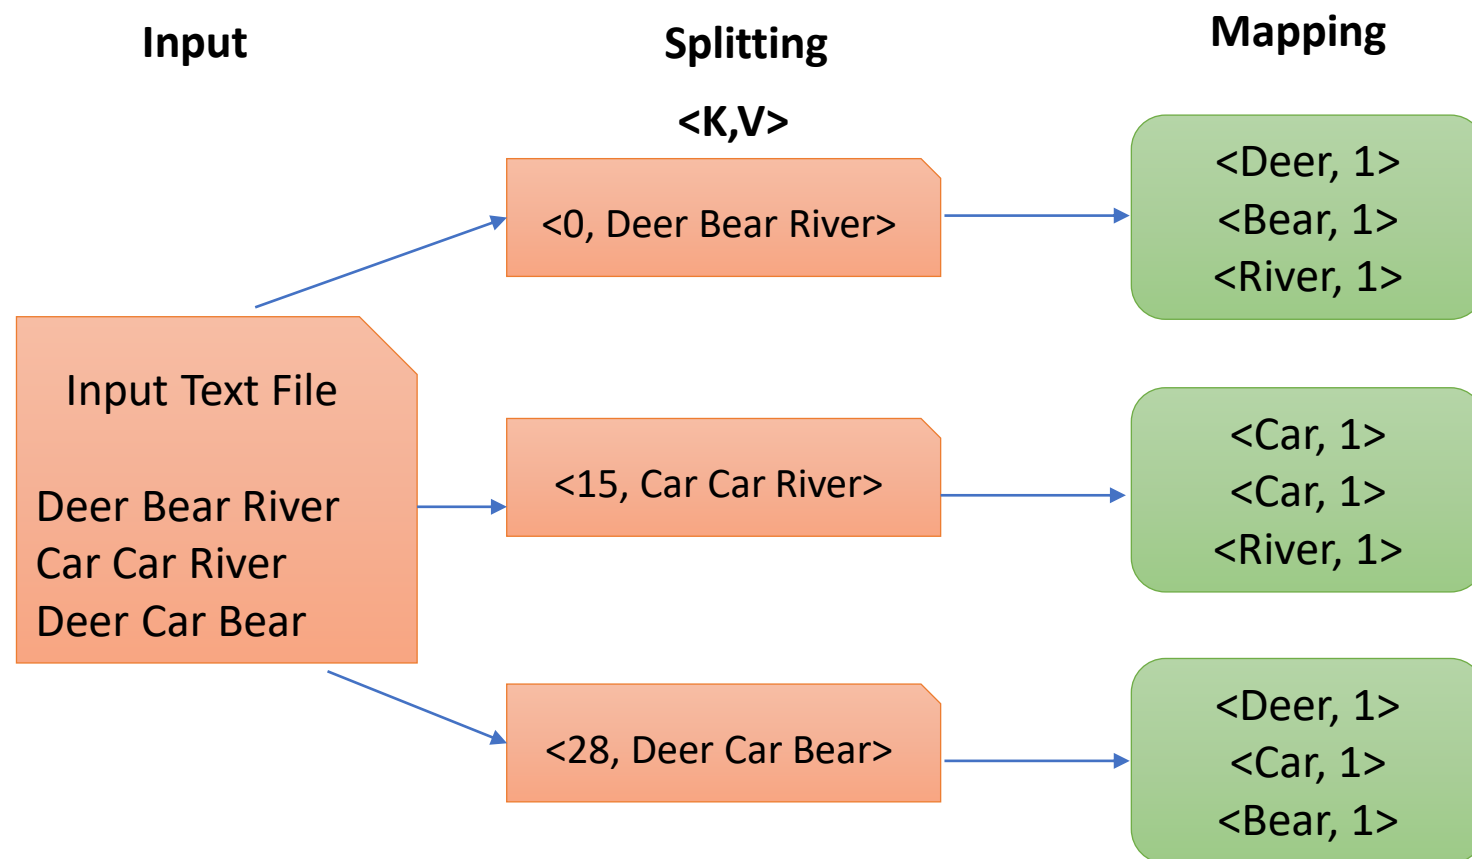 Input
Splitting
Mapping
<K,V>
<0, Deer Bear River>
<Deer, 1>
<Bear, 1>
<River, 1>
Input Text File
Deer Bear River
Car Car River
Deer Car Bear
<15, Car Car River>
<Car, 1>
<Car, 1>
<River, 1>
<28, Deer Car Bear>
<Deer, 1>
<Car, 1>
<Bear, 1>